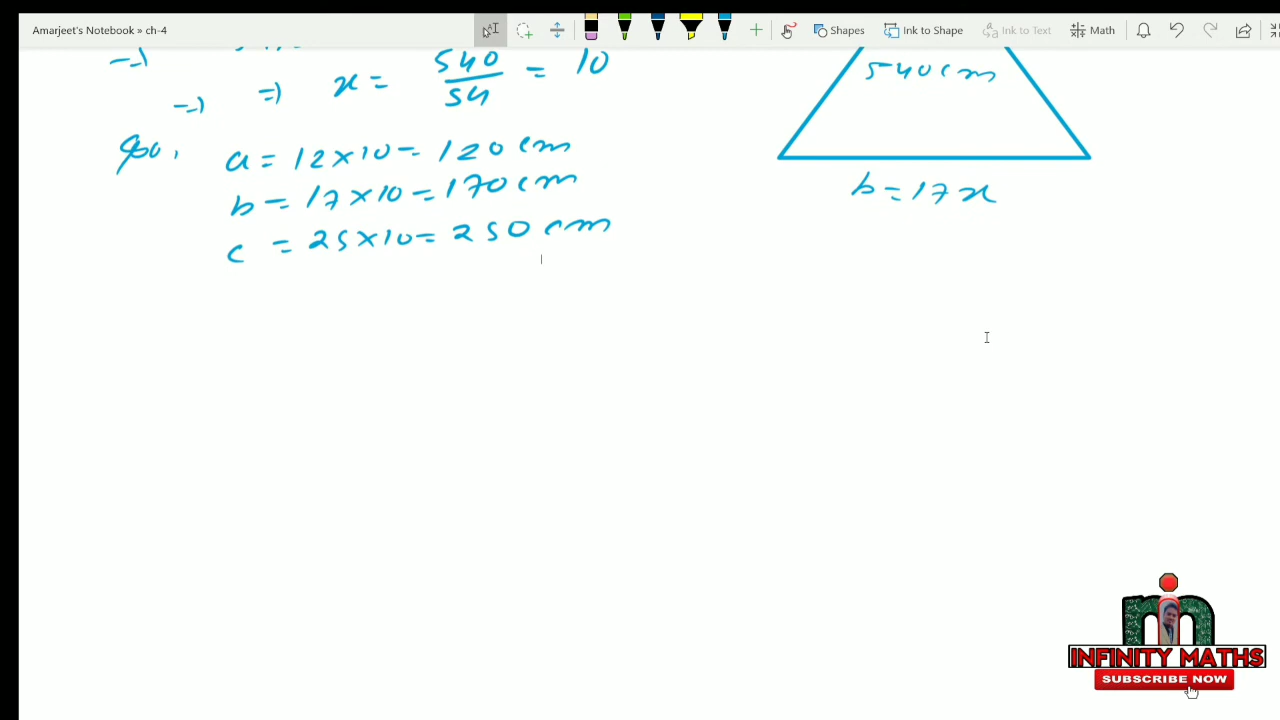 Amarjeet's Notebook » ch-4
Shapes
Ink to Shape
Ink to Text
Math
540 cm
⇒ x = 540/54 = 10
So, a = 12×10 = 120 cm
b = 17×10 = 170 cm
b = 17x
c = 25×10 = 250 cm
INFINITY MATHS
SUBSCRIBE NOW